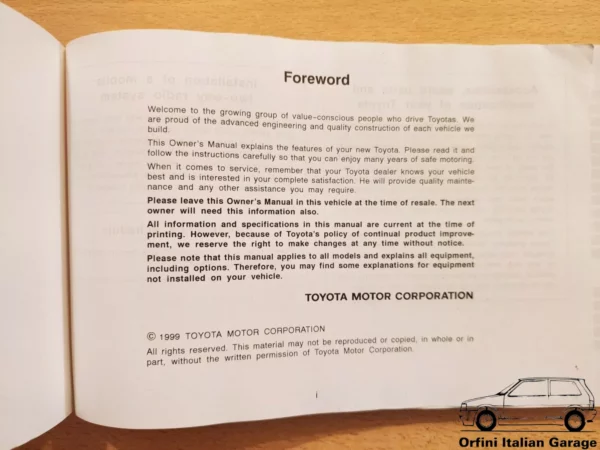 Foreword
Welcome to the growing group of value-conscious people who drive Toyotas. We
are proud of the advanced engineering and quality construction of each vehicle we
build.
This Owner's Manual explains the features of your new Toyota. Please read it and
follow the instructions carefully so that you can enjoy many years of safe motoring.
When it comes to service, remember that your Toyota dealer knows your vehicle
best and is interested in your complete satisfaction. He will provide quality mainte-
nance and any other assistance you may require.
Please leave this Owner's Manual in this vehicle at the time of resale. The next
owner will need this information also.
All information and specifications in this manual are current at the time of
printing. However, because of Toyota's policy of continual product improve-
ment, we reserve the right to make changes at any time without notice.
Please note that this manual applies to all models and explains all equipment,
including options. Therefore, you may find some explanations for equipment
not installed on your vehicle.
TOYOTA MOTOR CORPORATION
© 1999 TOYOTA MOTOR CORPORATION
All rights reserved. This material may not be reproduced or copied, in whole or in
part, without the written permission of Toyota Motor Corporation.
i
Orfini Italian Garage